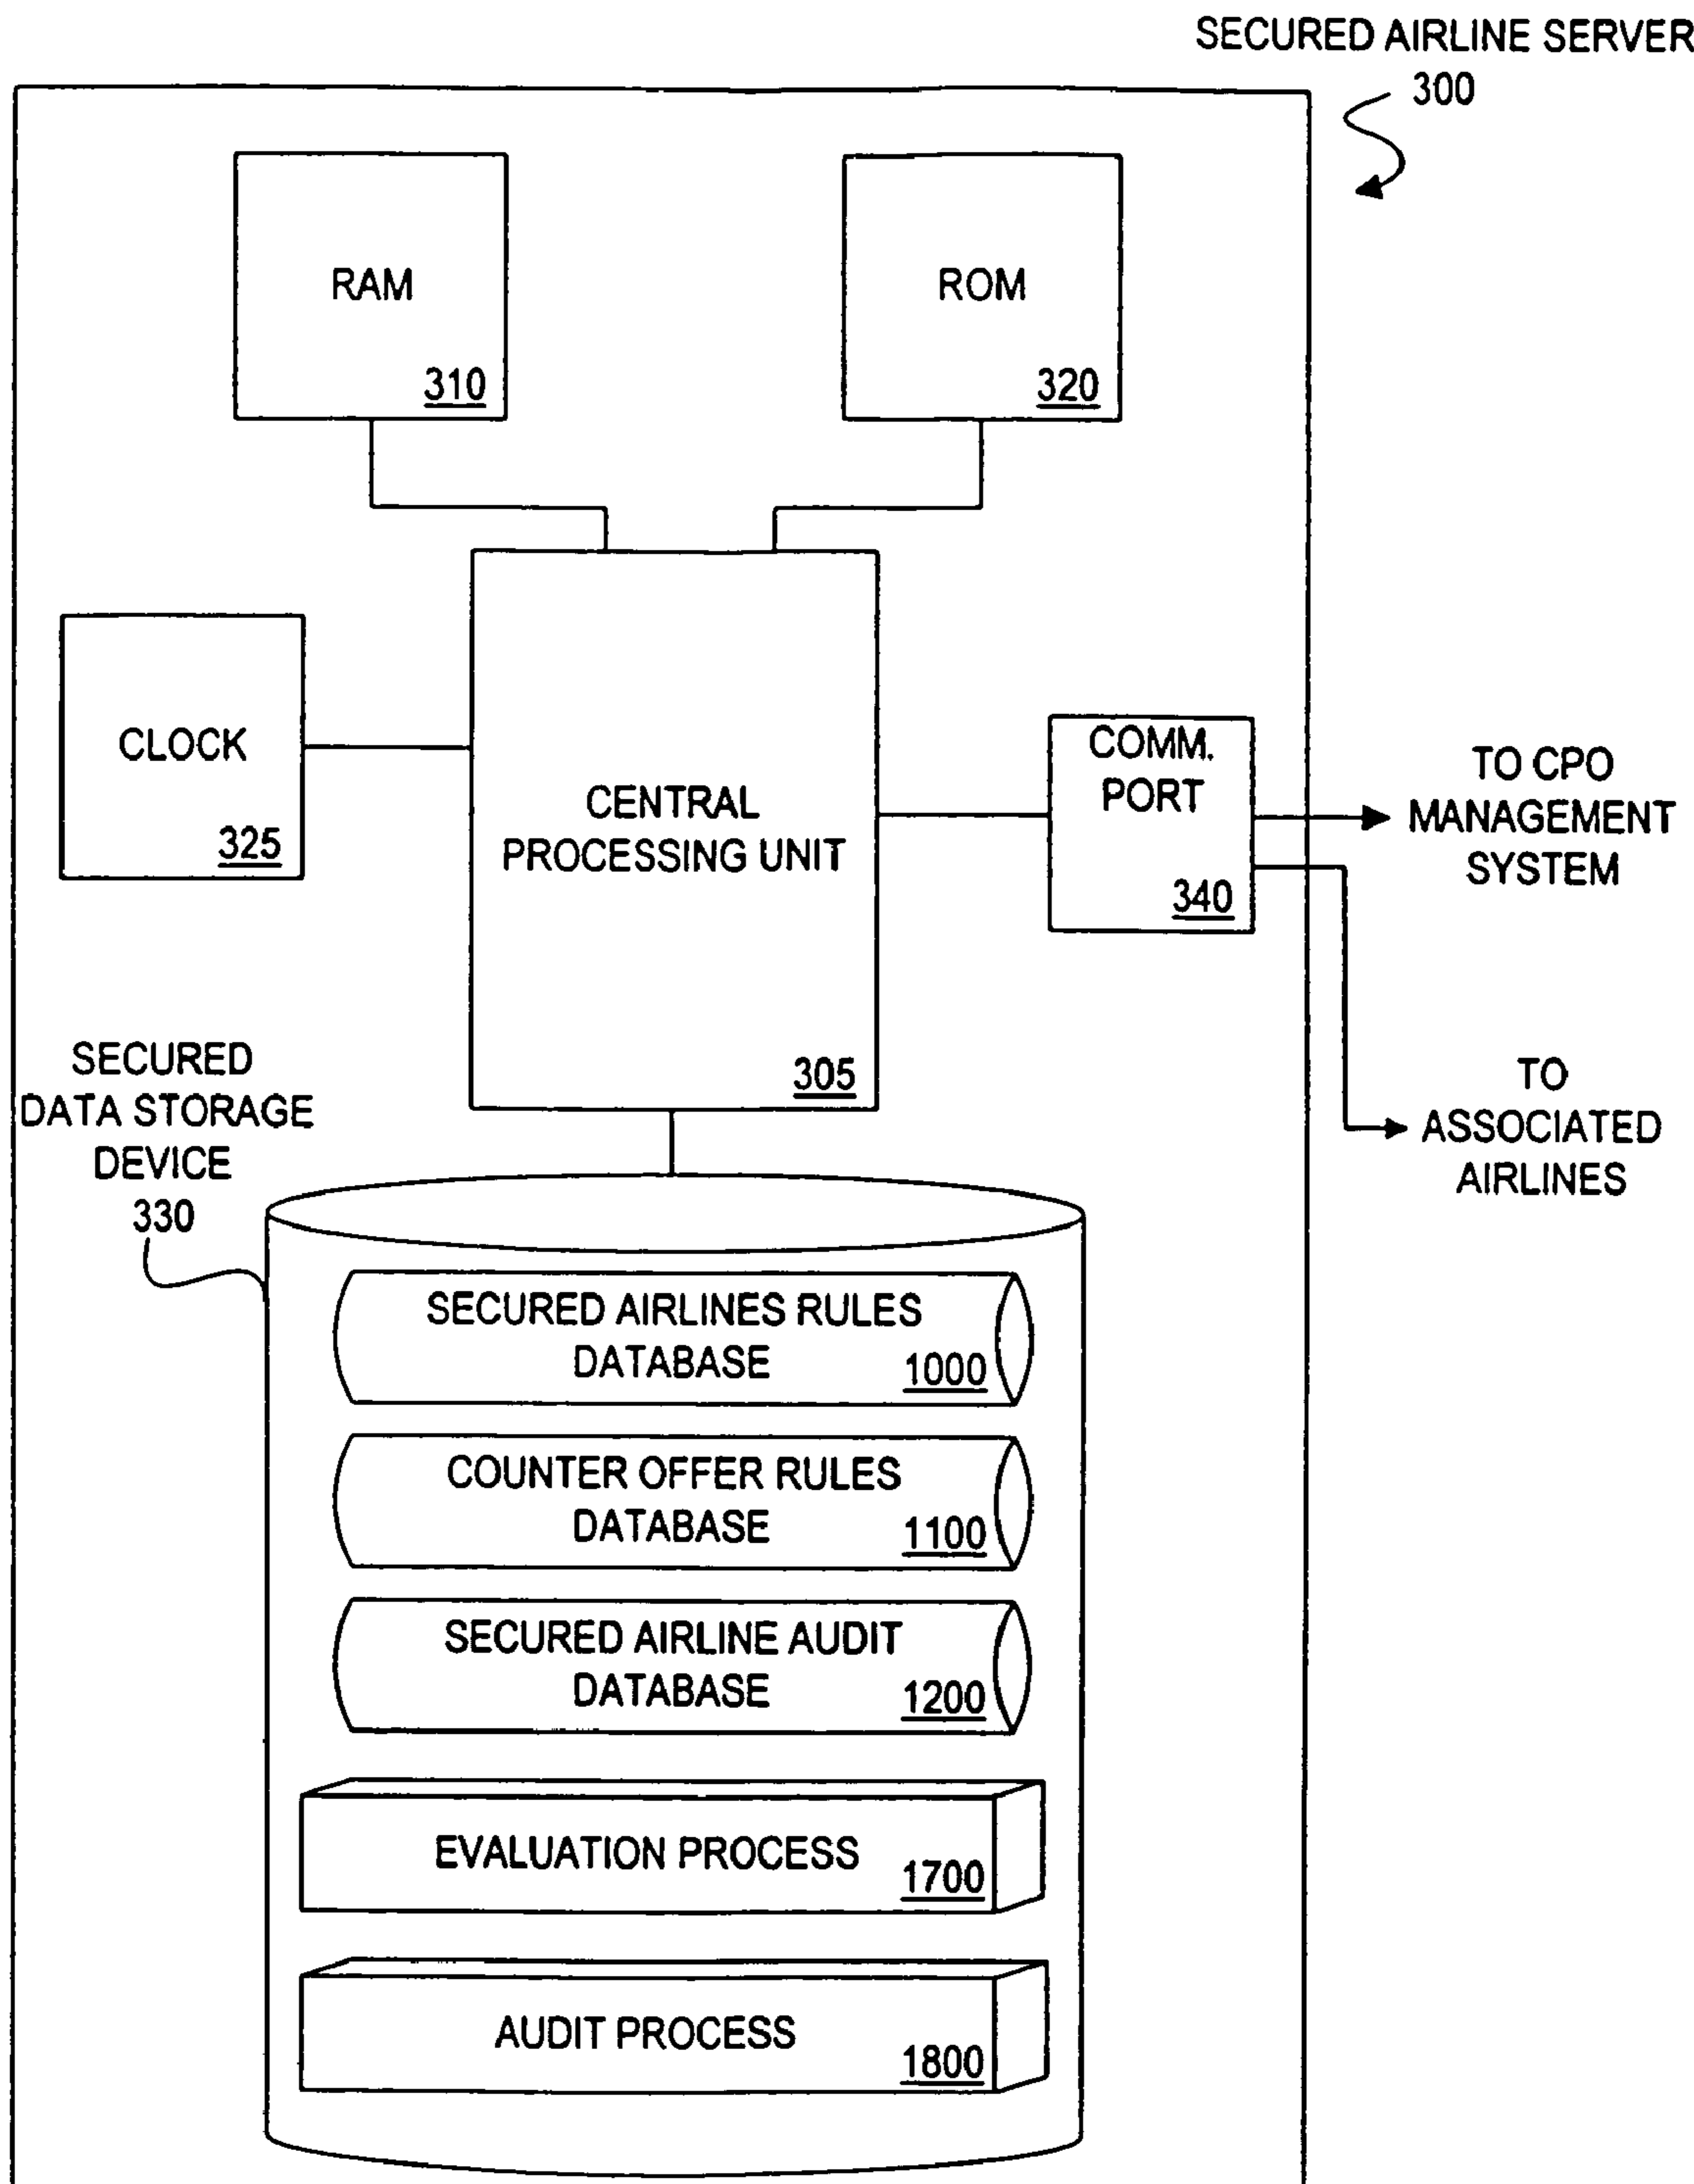 SECURED AIRLINE SERVER
300
RAM
310
ROM
320
CLOCK
325
CENTRAL
PROCESSING UNIT
305
COMM.
PORT
340
TO CPO
MANAGEMENT
SYSTEM
TO
ASSOCIATED
AIRLINES
SECURED
DATA STORAGE
DEVICE
330
SECURED AIRLINES RULES
DATABASE
1000
COUNTER OFFER RULES
DATABASE
1100
SECURED AIRLINE AUDIT
DATABASE
1200
EVALUATION PROCESS
1700
AUDIT PROCESS
1800